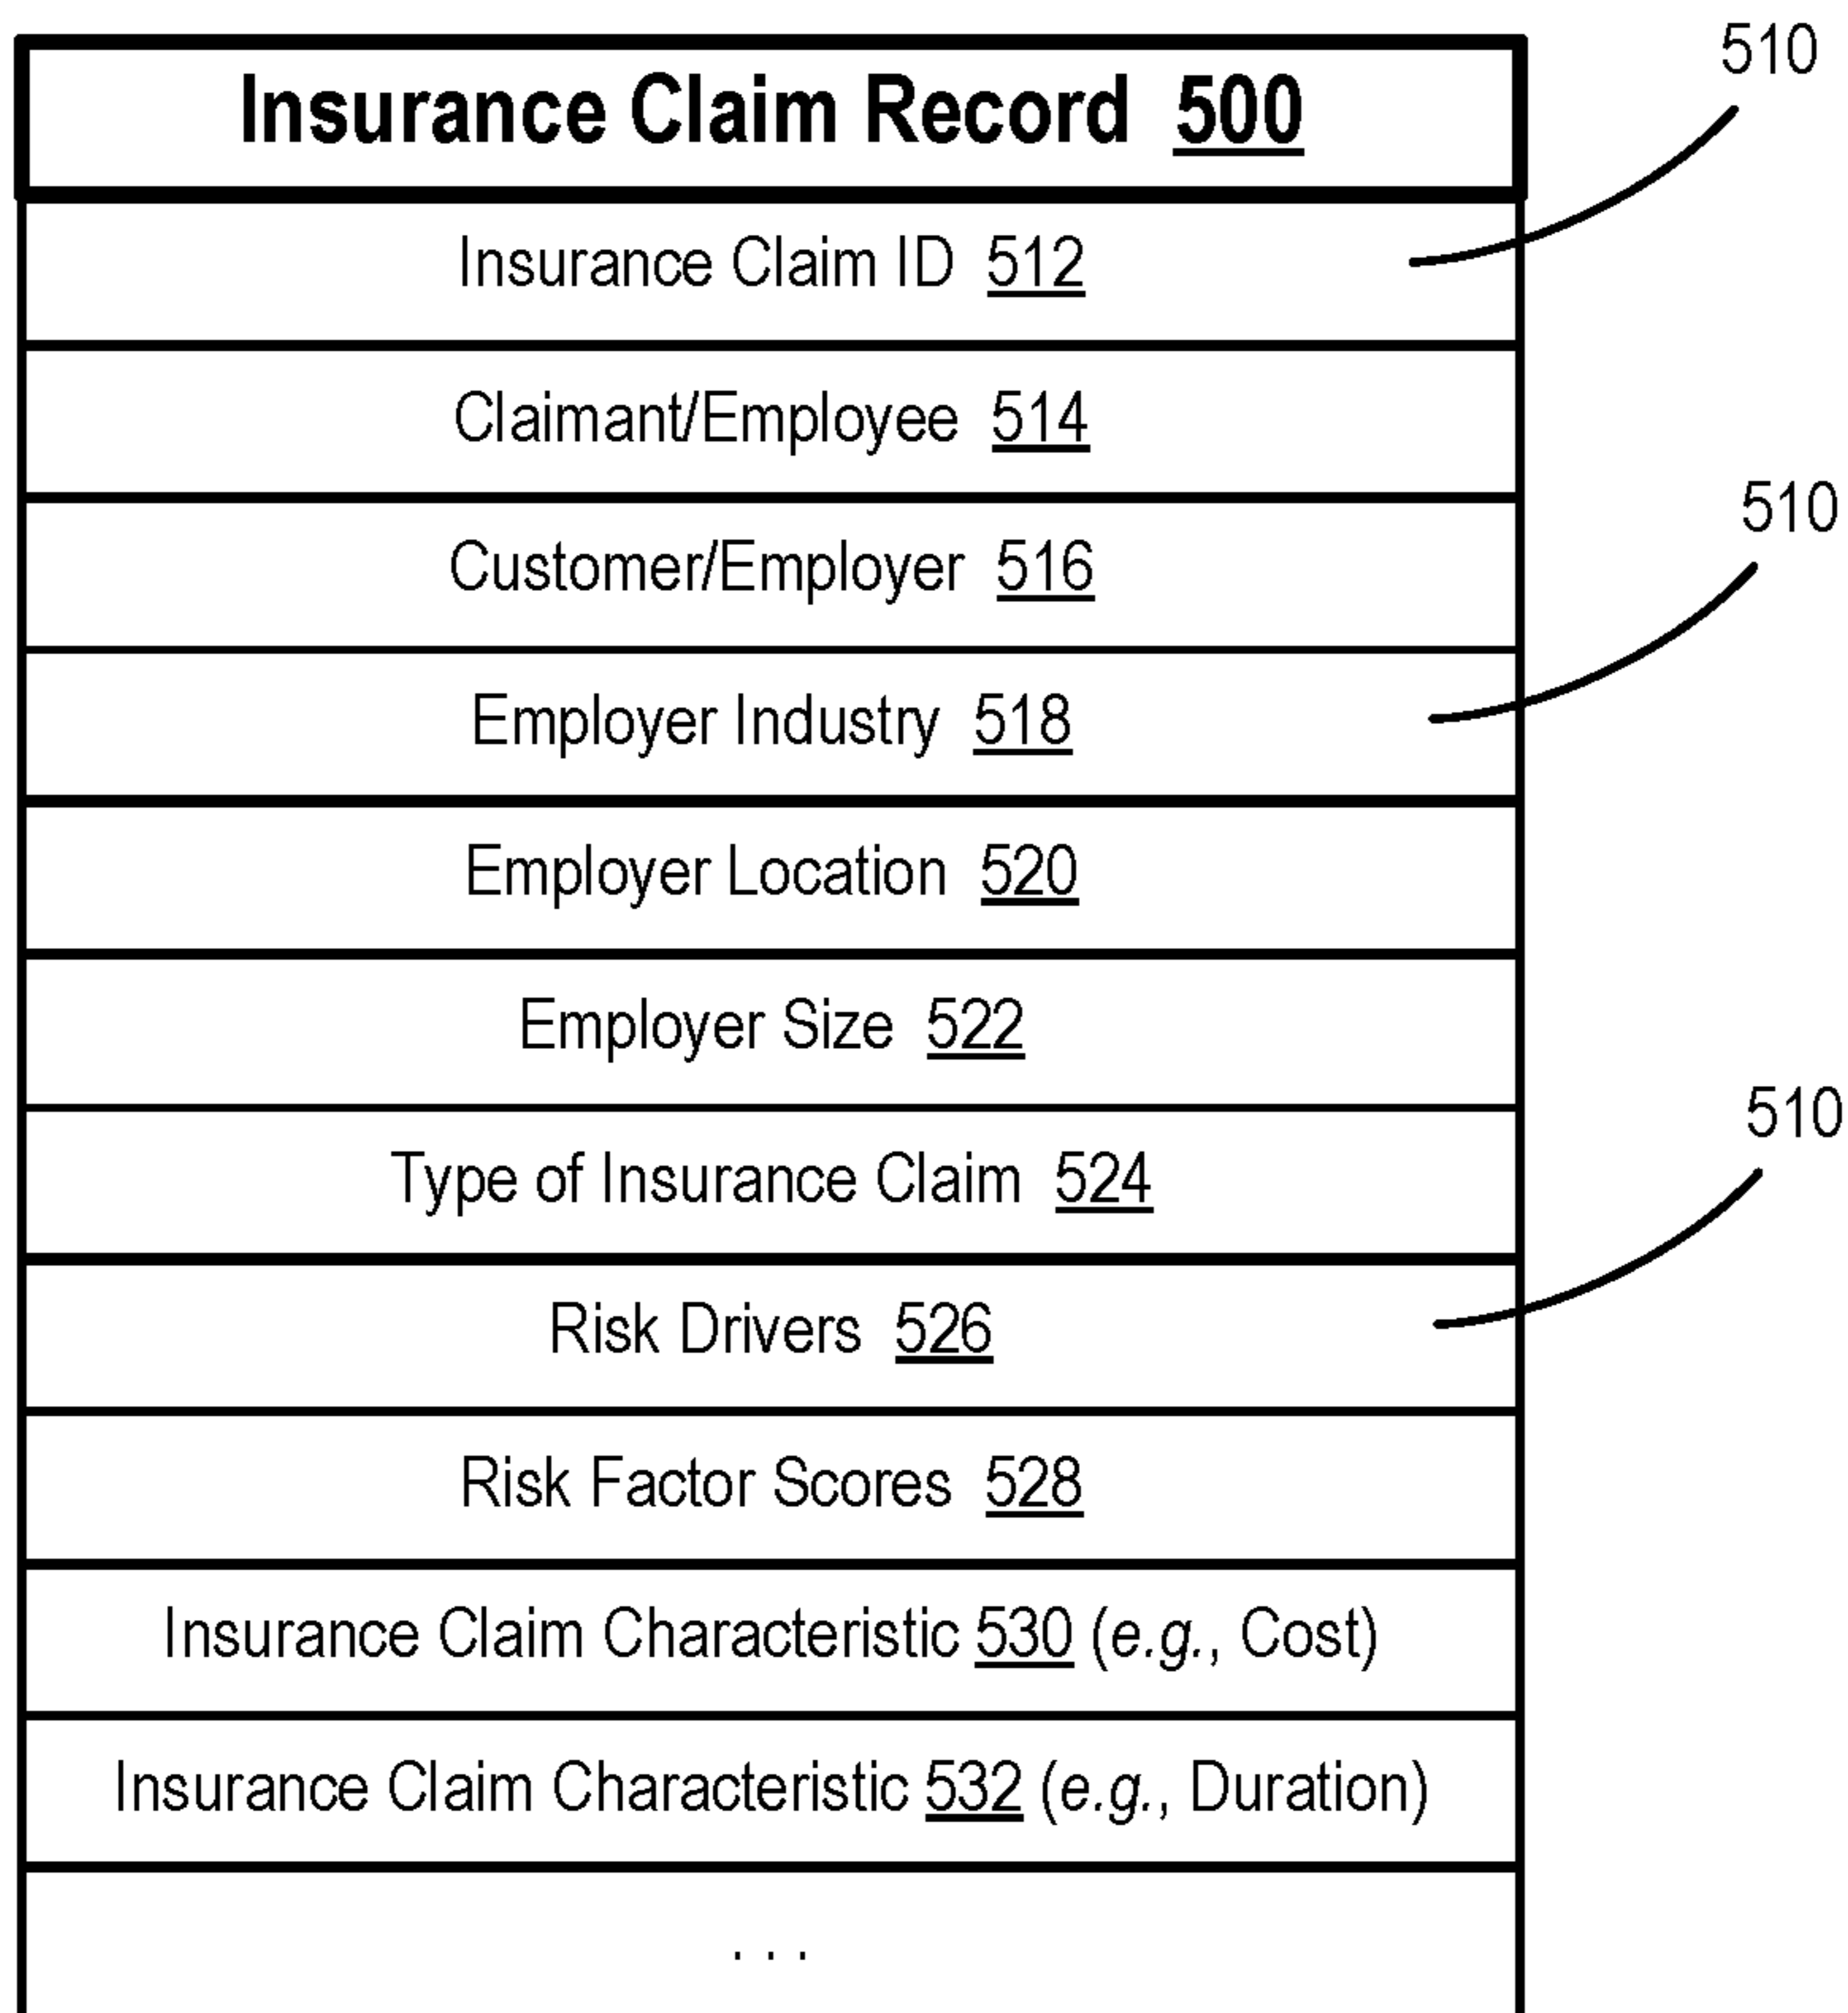 510
Insurance Claim Record 500
Insurance Claim ID 512
Claimant/Employee 514
510
Customer/Employer 516
Employer Industry 518
Employer Location 520
Employer Size 522
510
Type of Insurance Claim 524
Risk Drivers 526
Risk Factor Scores 528
Insurance Claim Characteristic 530 (e.g., Cost)
Insurance Claim Characteristic 532 (e.g., Duration)
. . .